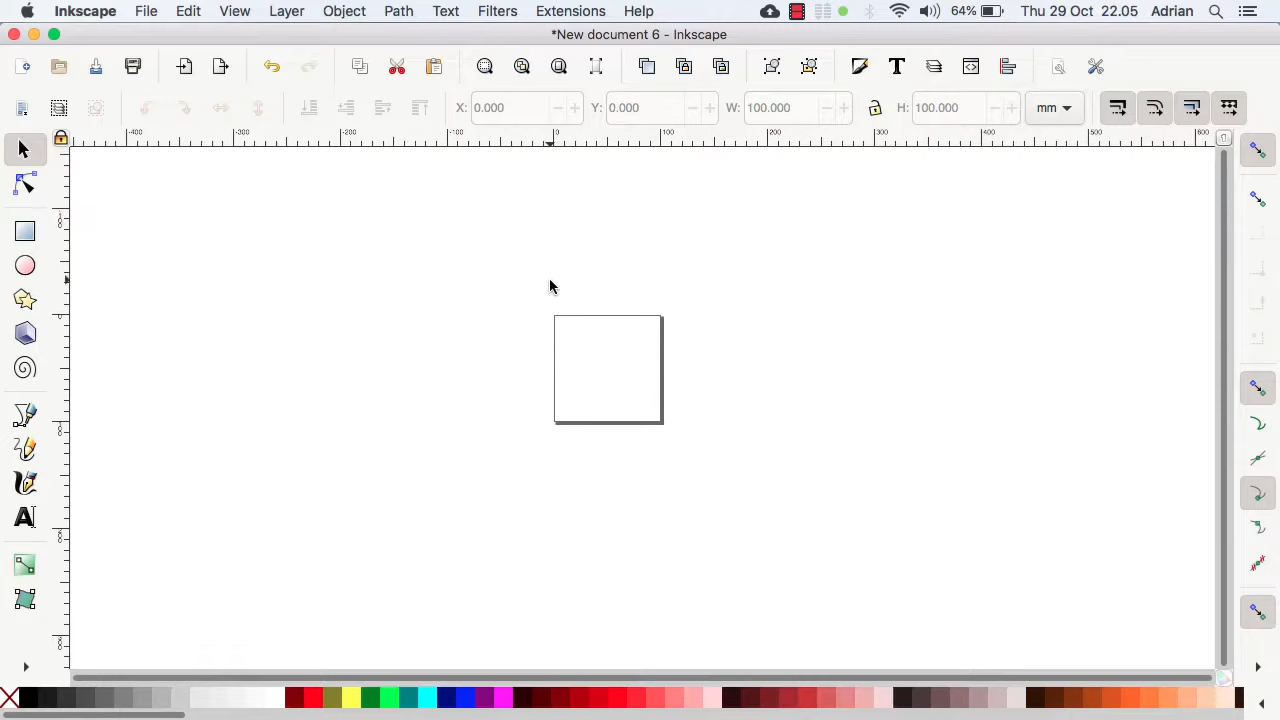 Inkscape File Edit View Layer Object Path Text Filters Extensions Help 64% Thu 29 Oct 22.05 Adrian
*New document 6 - Inkscape
X: 0.000 Y: 0.000 W: 100.000 H: 100.000 mm
-400 -300 -200 -100 0 100 200 300 400 500 600